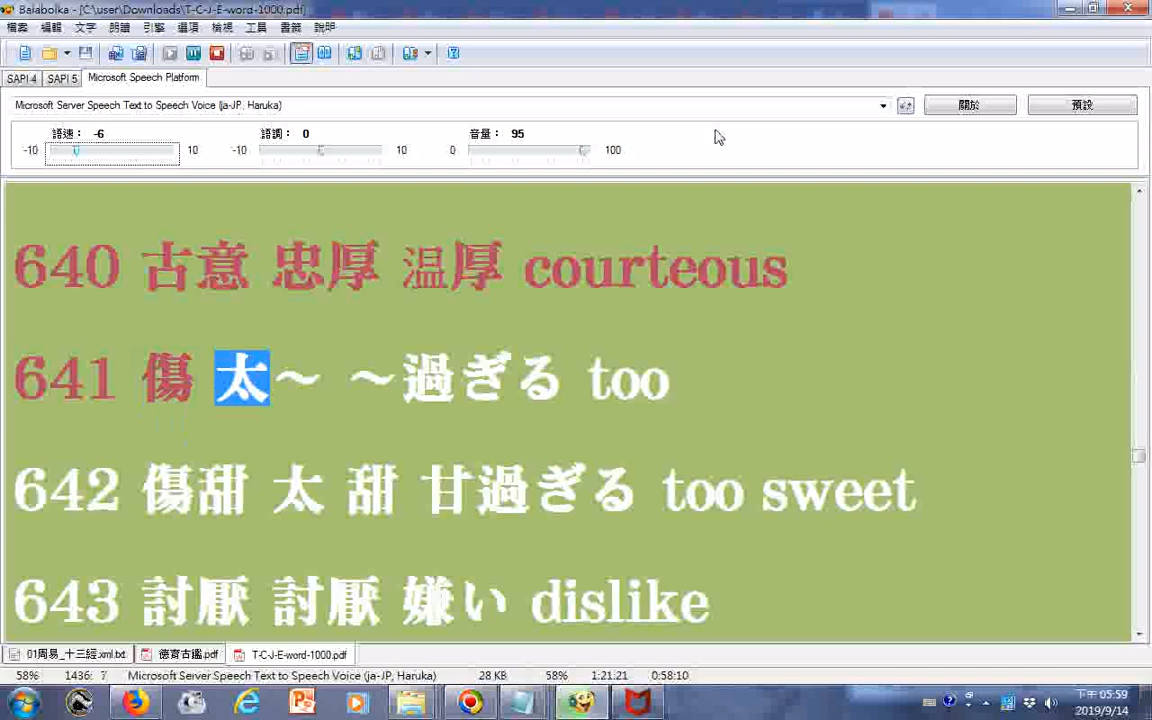 Balabolka - [C:\user\Downloads\T-C-J-E-word-1000.pdf]
檔案 編輯 文字 朗讀 引擎 選項 檢視 工具 書籤 說明
SAPI 4 SAPI 5 Microsoft Speech Platform
Microsoft Server Speech Text to Speech Voice (ja-JP, Haruka) 關於 預設
語速： -6 語調： 0 音量： 95
-10 10 -10 10 0 100
640 古意 忠厚 温厚 courteous
641 傷 太～ ～過ぎる too
642 傷甜 太 甜 甘過ぎる too sweet
643 討厭 討厭 嫌い dislike
01周易_十三經.xml.txt 德育古鑑.pdf T-C-J-E-word-1000.pdf
58% 1436: 7 Microsoft Server Speech Text to Speech Voice (ja-JP, Haruka) 28 KB 58% 1:21:21 0:58:10
下午 05:59
2019/9/14